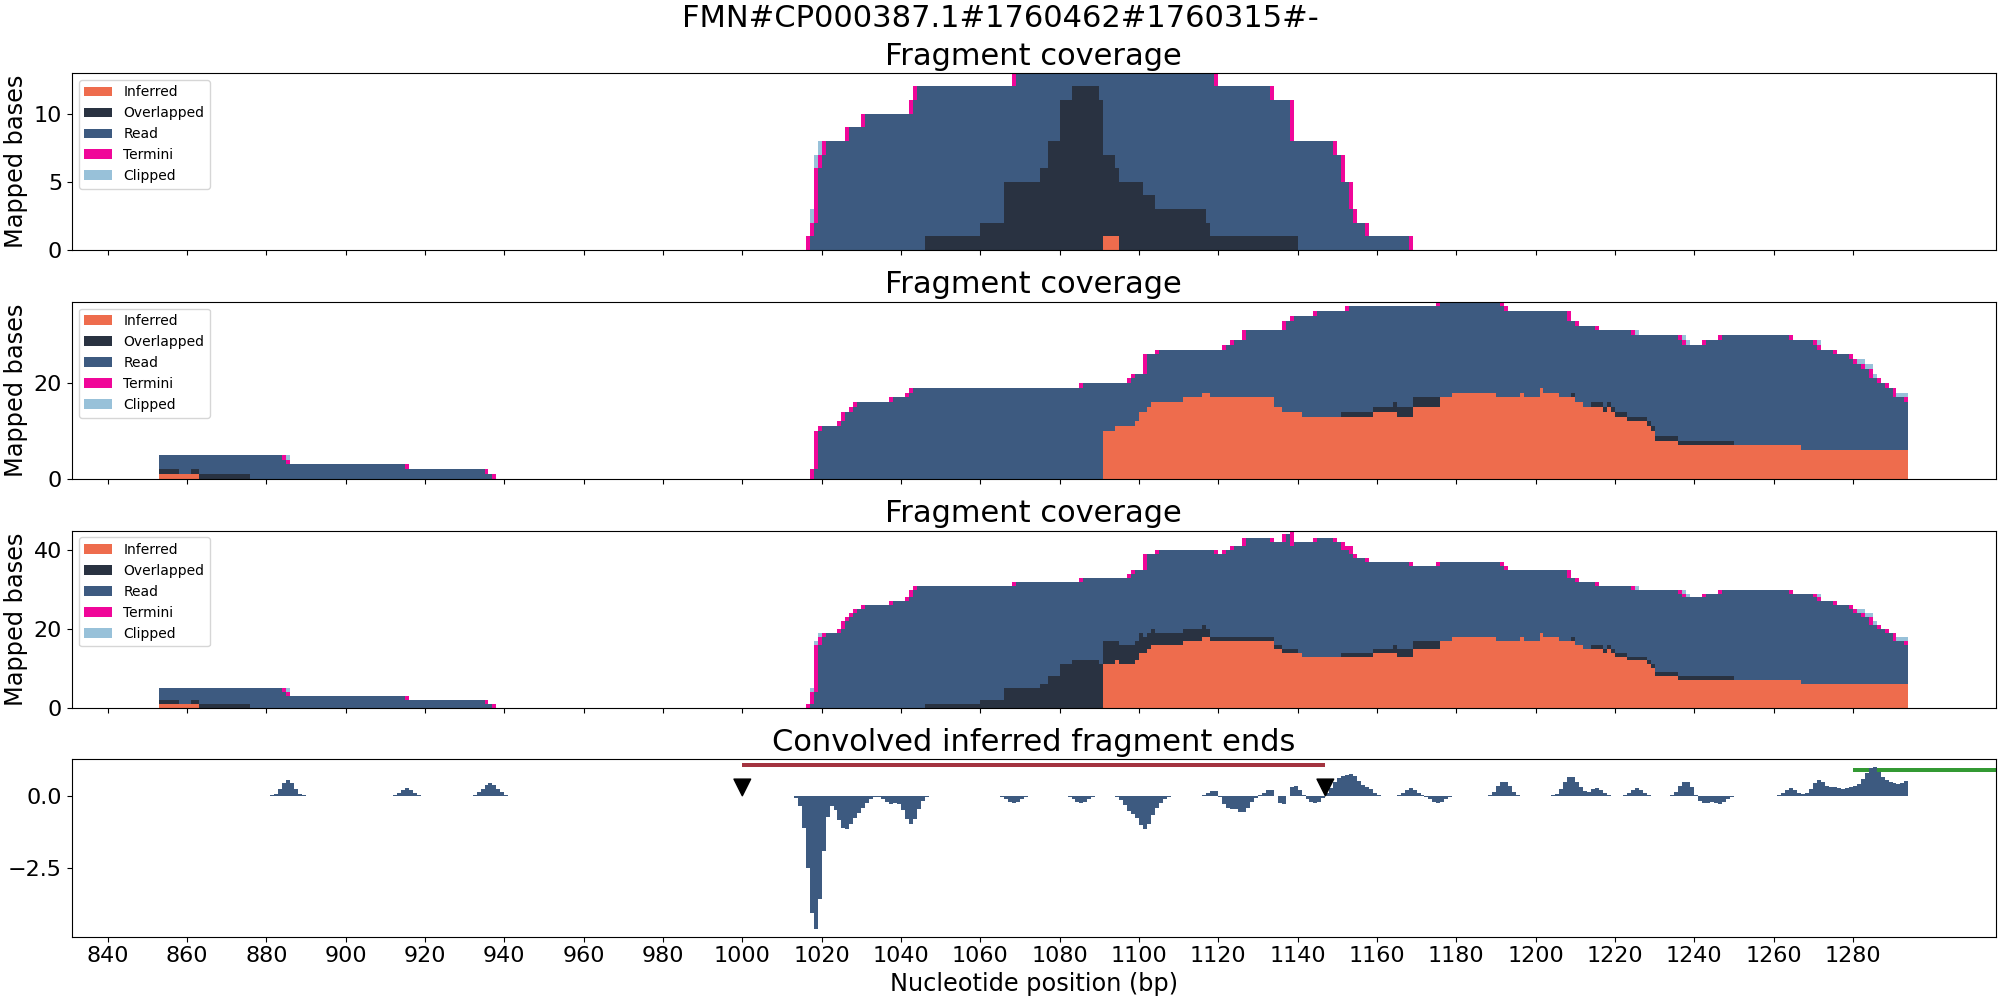 FMN#CP000387.1#1760462#1760315#-
Fragment coverage
Mapped bases
10
5
0
Inferred
Overlapped
Read
Termini
Clipped
Fragment coverage
Mapped bases
20
0
Inferred
Overlapped
Read
Termini
Clipped
Fragment coverage
Mapped bases
40
20
0
Inferred
Overlapped
Read
Termini
Clipped
Convolved inferred fragment ends
0.0
−2.5
840 860 880 900 920 940 960 980 1000 1020 1040 1060 1080 1100 1120 1140 1160 1180 1200 1220 1240 1260 1280
Nucleotide position (bp)